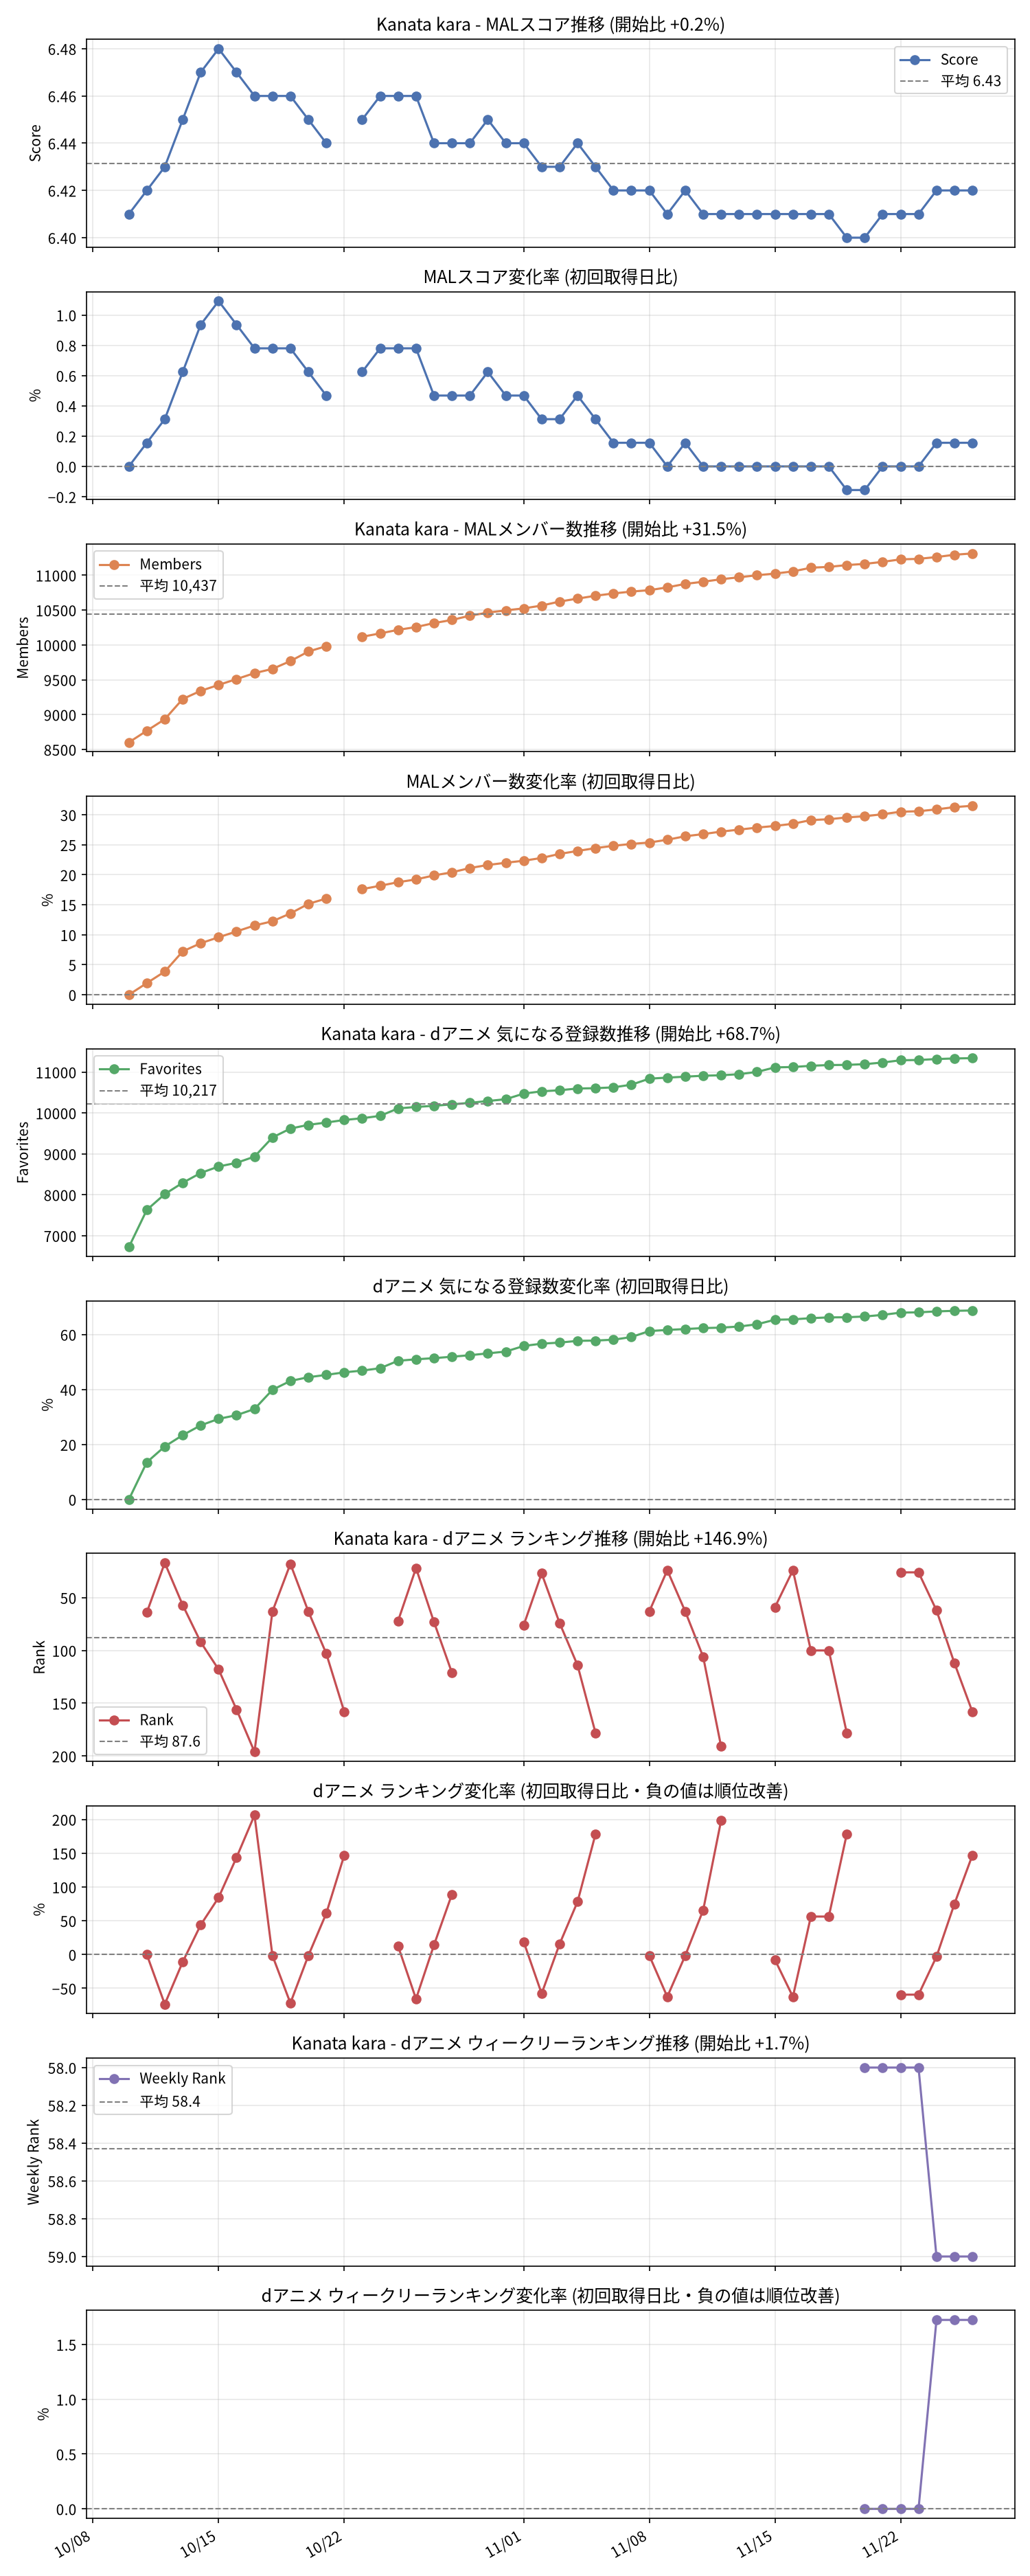 Kanata kara - MALスコア推移 (開始比 +0.2%)
Score
6.48
6.46
6.44
6.42
6.40
Score
平均 6.43
MALスコア変化率 (初回取得日比)
%
1.0
0.8
0.6
0.4
0.2
0.0
−0.2
Kanata kara - MALメンバー数推移 (開始比 +31.5%)
Members
11000
10500
10000
9500
9000
8500
Members
平均 10,437
MALメンバー数変化率 (初回取得日比)
%
30
25
20
15
10
5
0
Kanata kara - dアニメ 気になる登録数推移 (開始比 +68.7%)
Favorites
11000
10000
9000
8000
7000
Favorites
平均 10,217
dアニメ 気になる登録数変化率 (初回取得日比)
%
60
40
20
0
Kanata kara - dアニメ ランキング推移 (開始比 +146.9%)
Rank
50
100
150
200
Rank
平均 87.6
dアニメ ランキング変化率 (初回取得日比・負の値は順位改善)
%
200
150
100
50
0
−50
Kanata kara - dアニメ ウィークリーランキング推移 (開始比 +1.7%)
Weekly Rank
58.0
58.2
58.4
58.6
58.8
59.0
Weekly Rank
平均 58.4
dアニメ ウィークリーランキング変化率 (初回取得日比・負の値は順位改善)
%
1.5
1.0
0.5
0.0
10/08
10/15
10/22
11/01
11/08
11/15
11/22